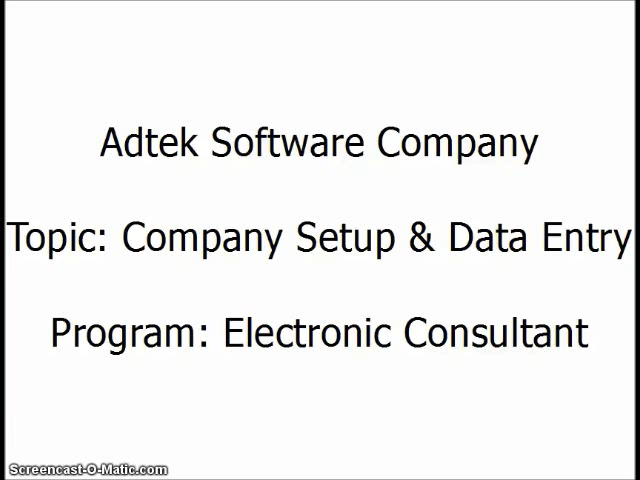 Adtek Software Company
Topic: Company Setup & Data Entry
Program: Electronic Consultant
Screencast-O-Matic.com